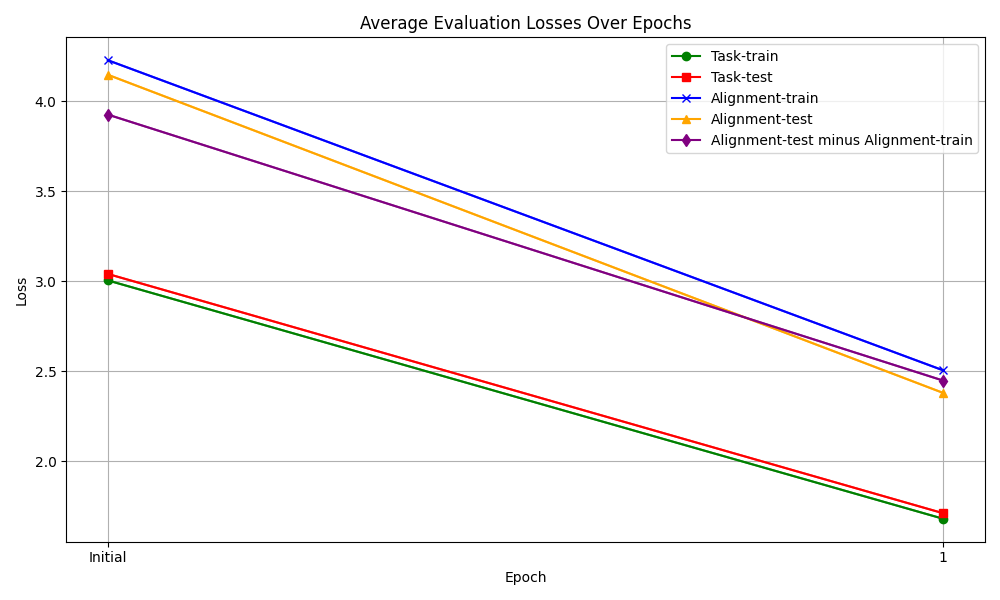 Average Evaluation Losses Over Epochs
Task-train
Task-test
Alignment-train
Alignment-test
Alignment-test minus Alignment-train
4.0
3.5
3.0
2.5
2.0
Loss
Initial
1
Epoch